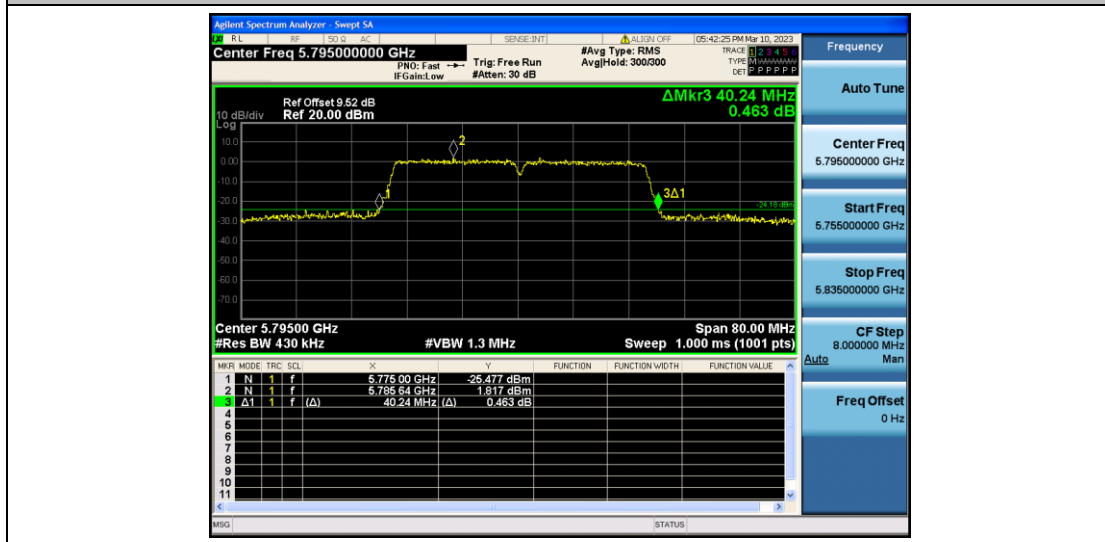 Agilent Spectrum Analyzer - Swept SA
RL RF 50 Ω AC SENSE:INT ALIGN OFF 05:42:25 PM Mar 10, 2023
Center Freq 5.795000000 GHz
PNO: Fast
IFGain:Low
Trig: Free Run
#Atten: 30 dB
#Avg Type: RMS
Avg|Hold: 300/300
TRACE 1 2 3 4 5 6
TYPE M
DET P P P P P P
Frequency
Auto Tune
Center Freq
5.795000000 GHz
Start Freq
5.755000000 GHz
Stop Freq
5.835000000 GHz
CF Step
8.000000 MHz
Auto Man
Freq Offset
0 Hz
ΔMkr3 40.24 MHz
0.463 dB
Ref Offset 9.52 dB
10 dB/div Ref 20.00 dBm
Log
10.0
0.00
-10.0
-20.0
-30.0
-40.0
-50.0
-60.0
-70.0
2
3Δ1
-24.18 dBm
Center 5.79500 GHz Span 80.00 MHz
#Res BW 430 kHz #VBW 1.3 MHz Sweep 1.000 ms (1001 pts)
MKR MODE TRC SCL X Y FUNCTION FUNCTION WIDTH FUNCTION VALUE
1 N 1 f 5.775 00 GHz -25.477 dBm
2 N 1 f 5.785 64 GHz 1.817 dBm
3 Δ1 1 f (Δ) 40.24 MHz (Δ) 0.463 dB
4
5
6
7
8
9
10
11
MSG STATUS